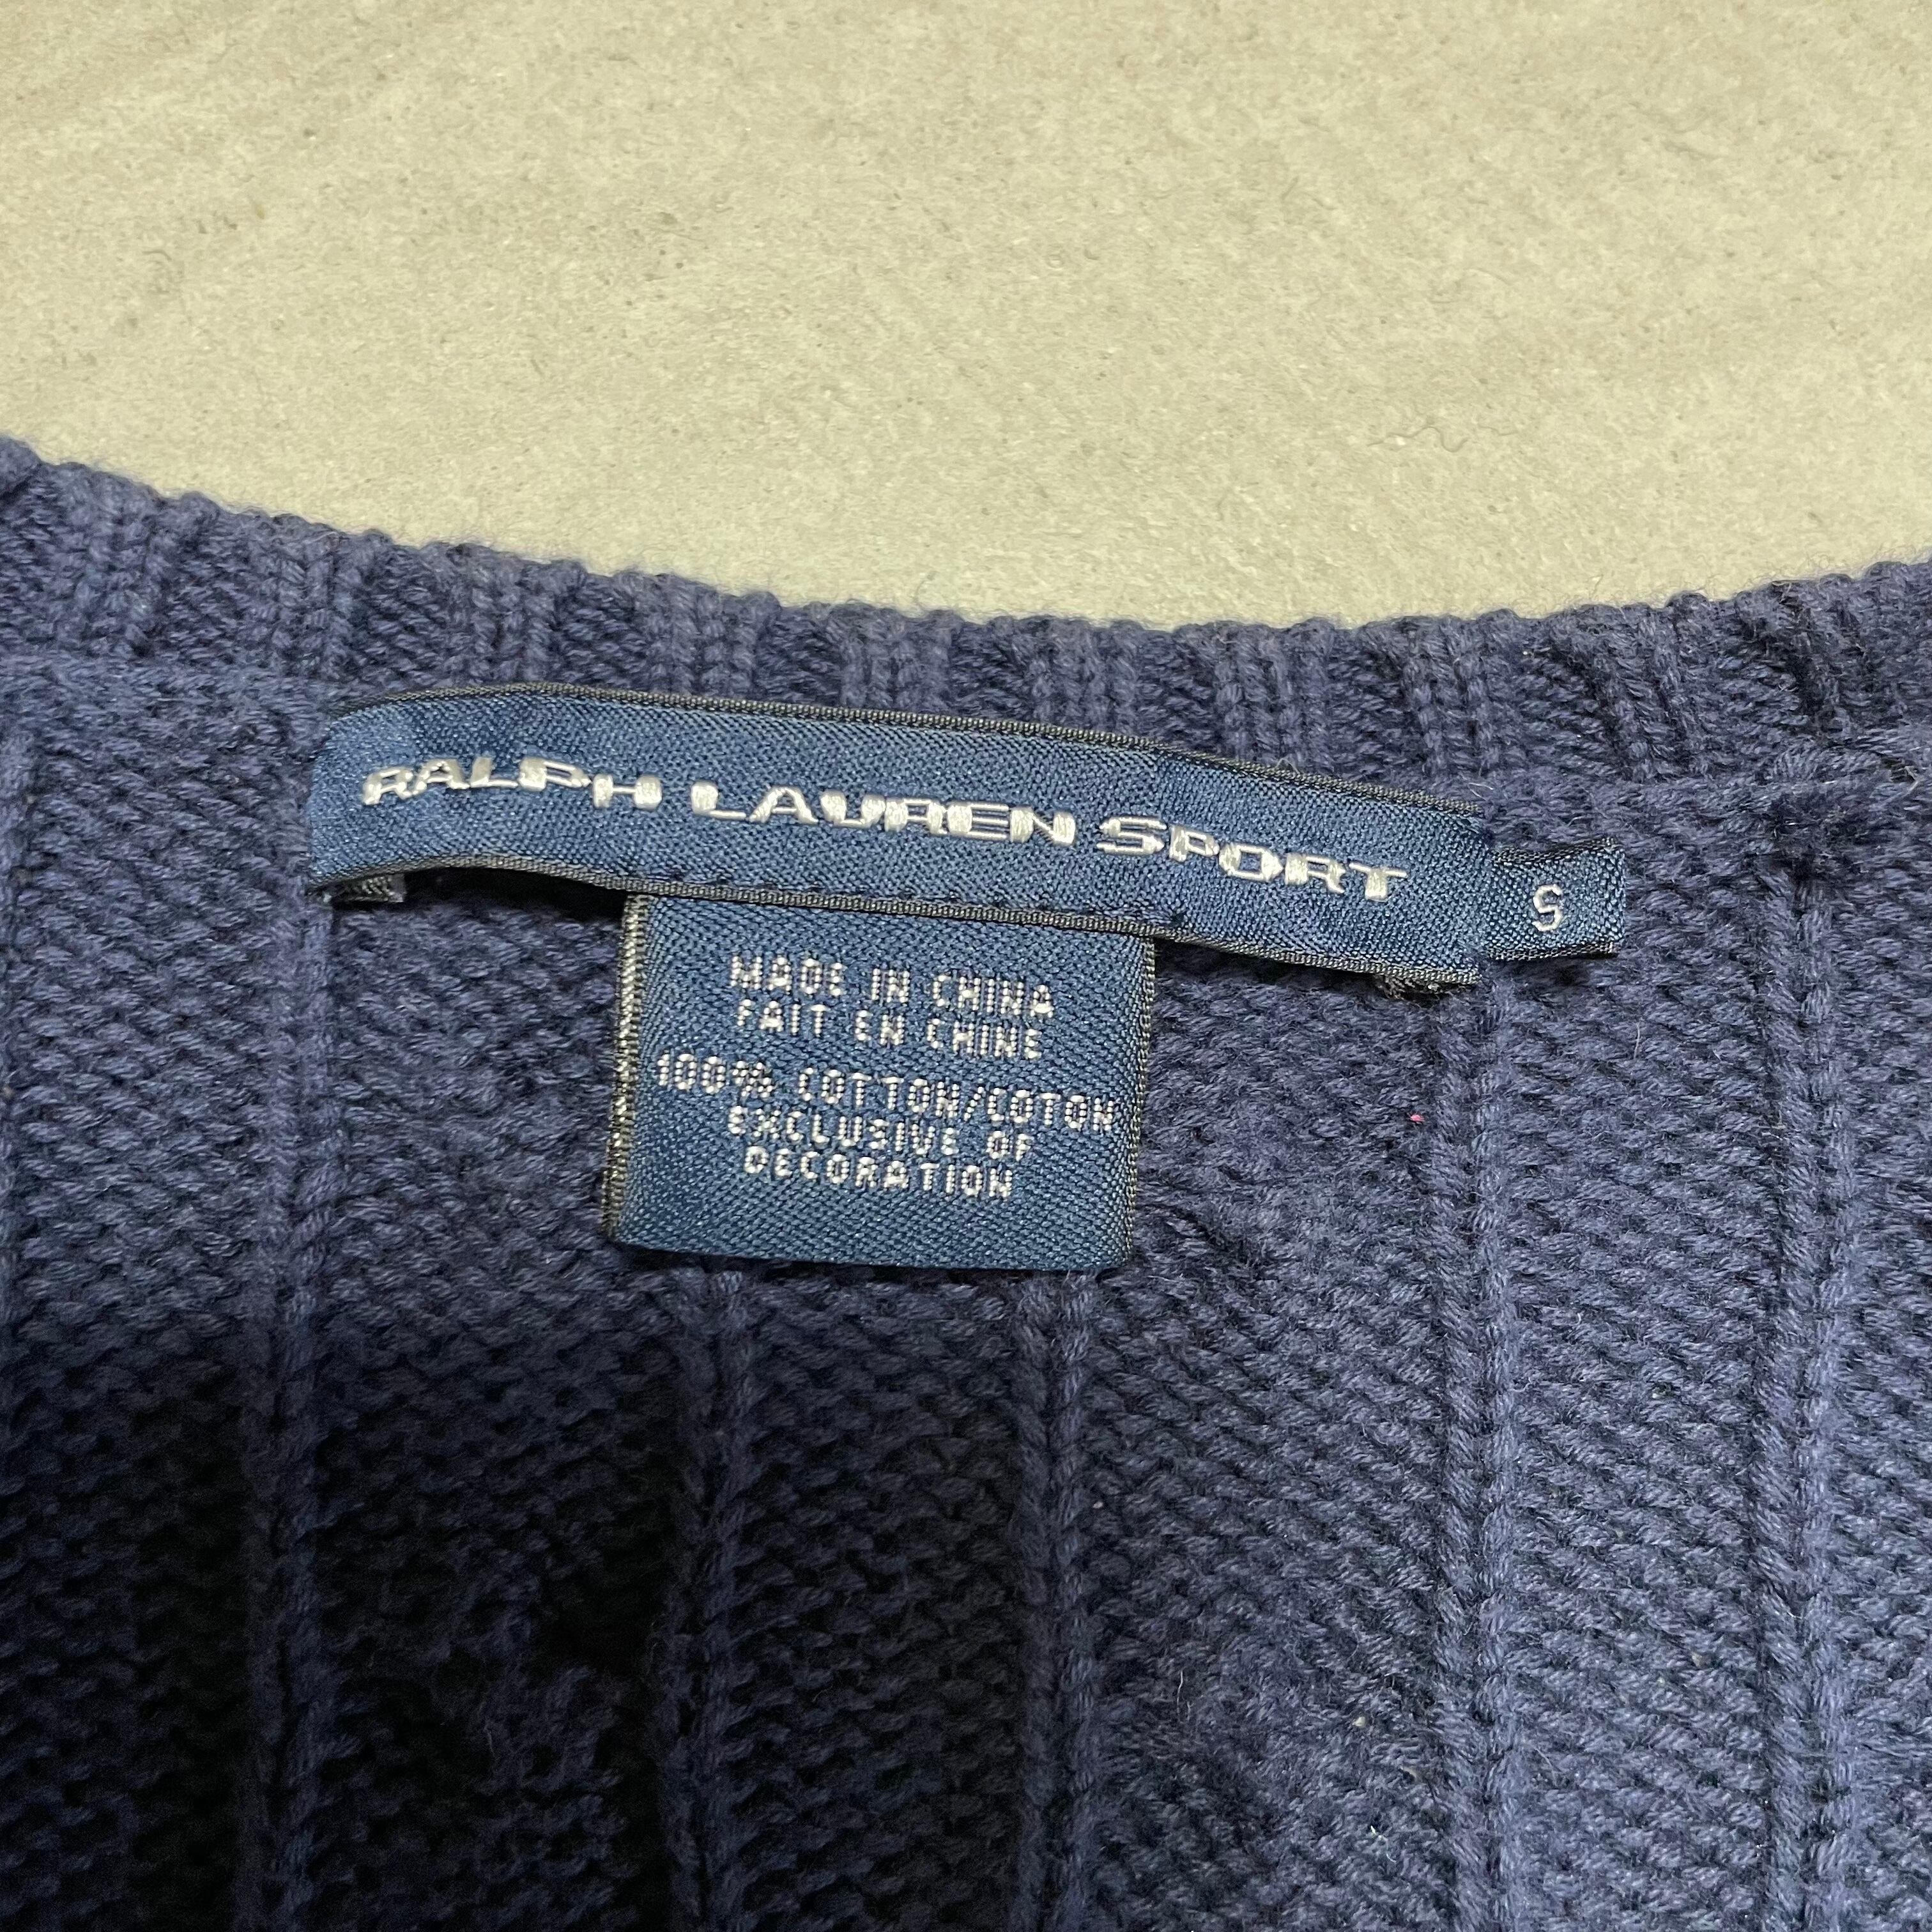 RALPH LAUREN SPORT
S
MADE IN CHINA
FAIT EN CHINE
100% COTTON/COTON
EXCLUSIVE OF
DECORATION